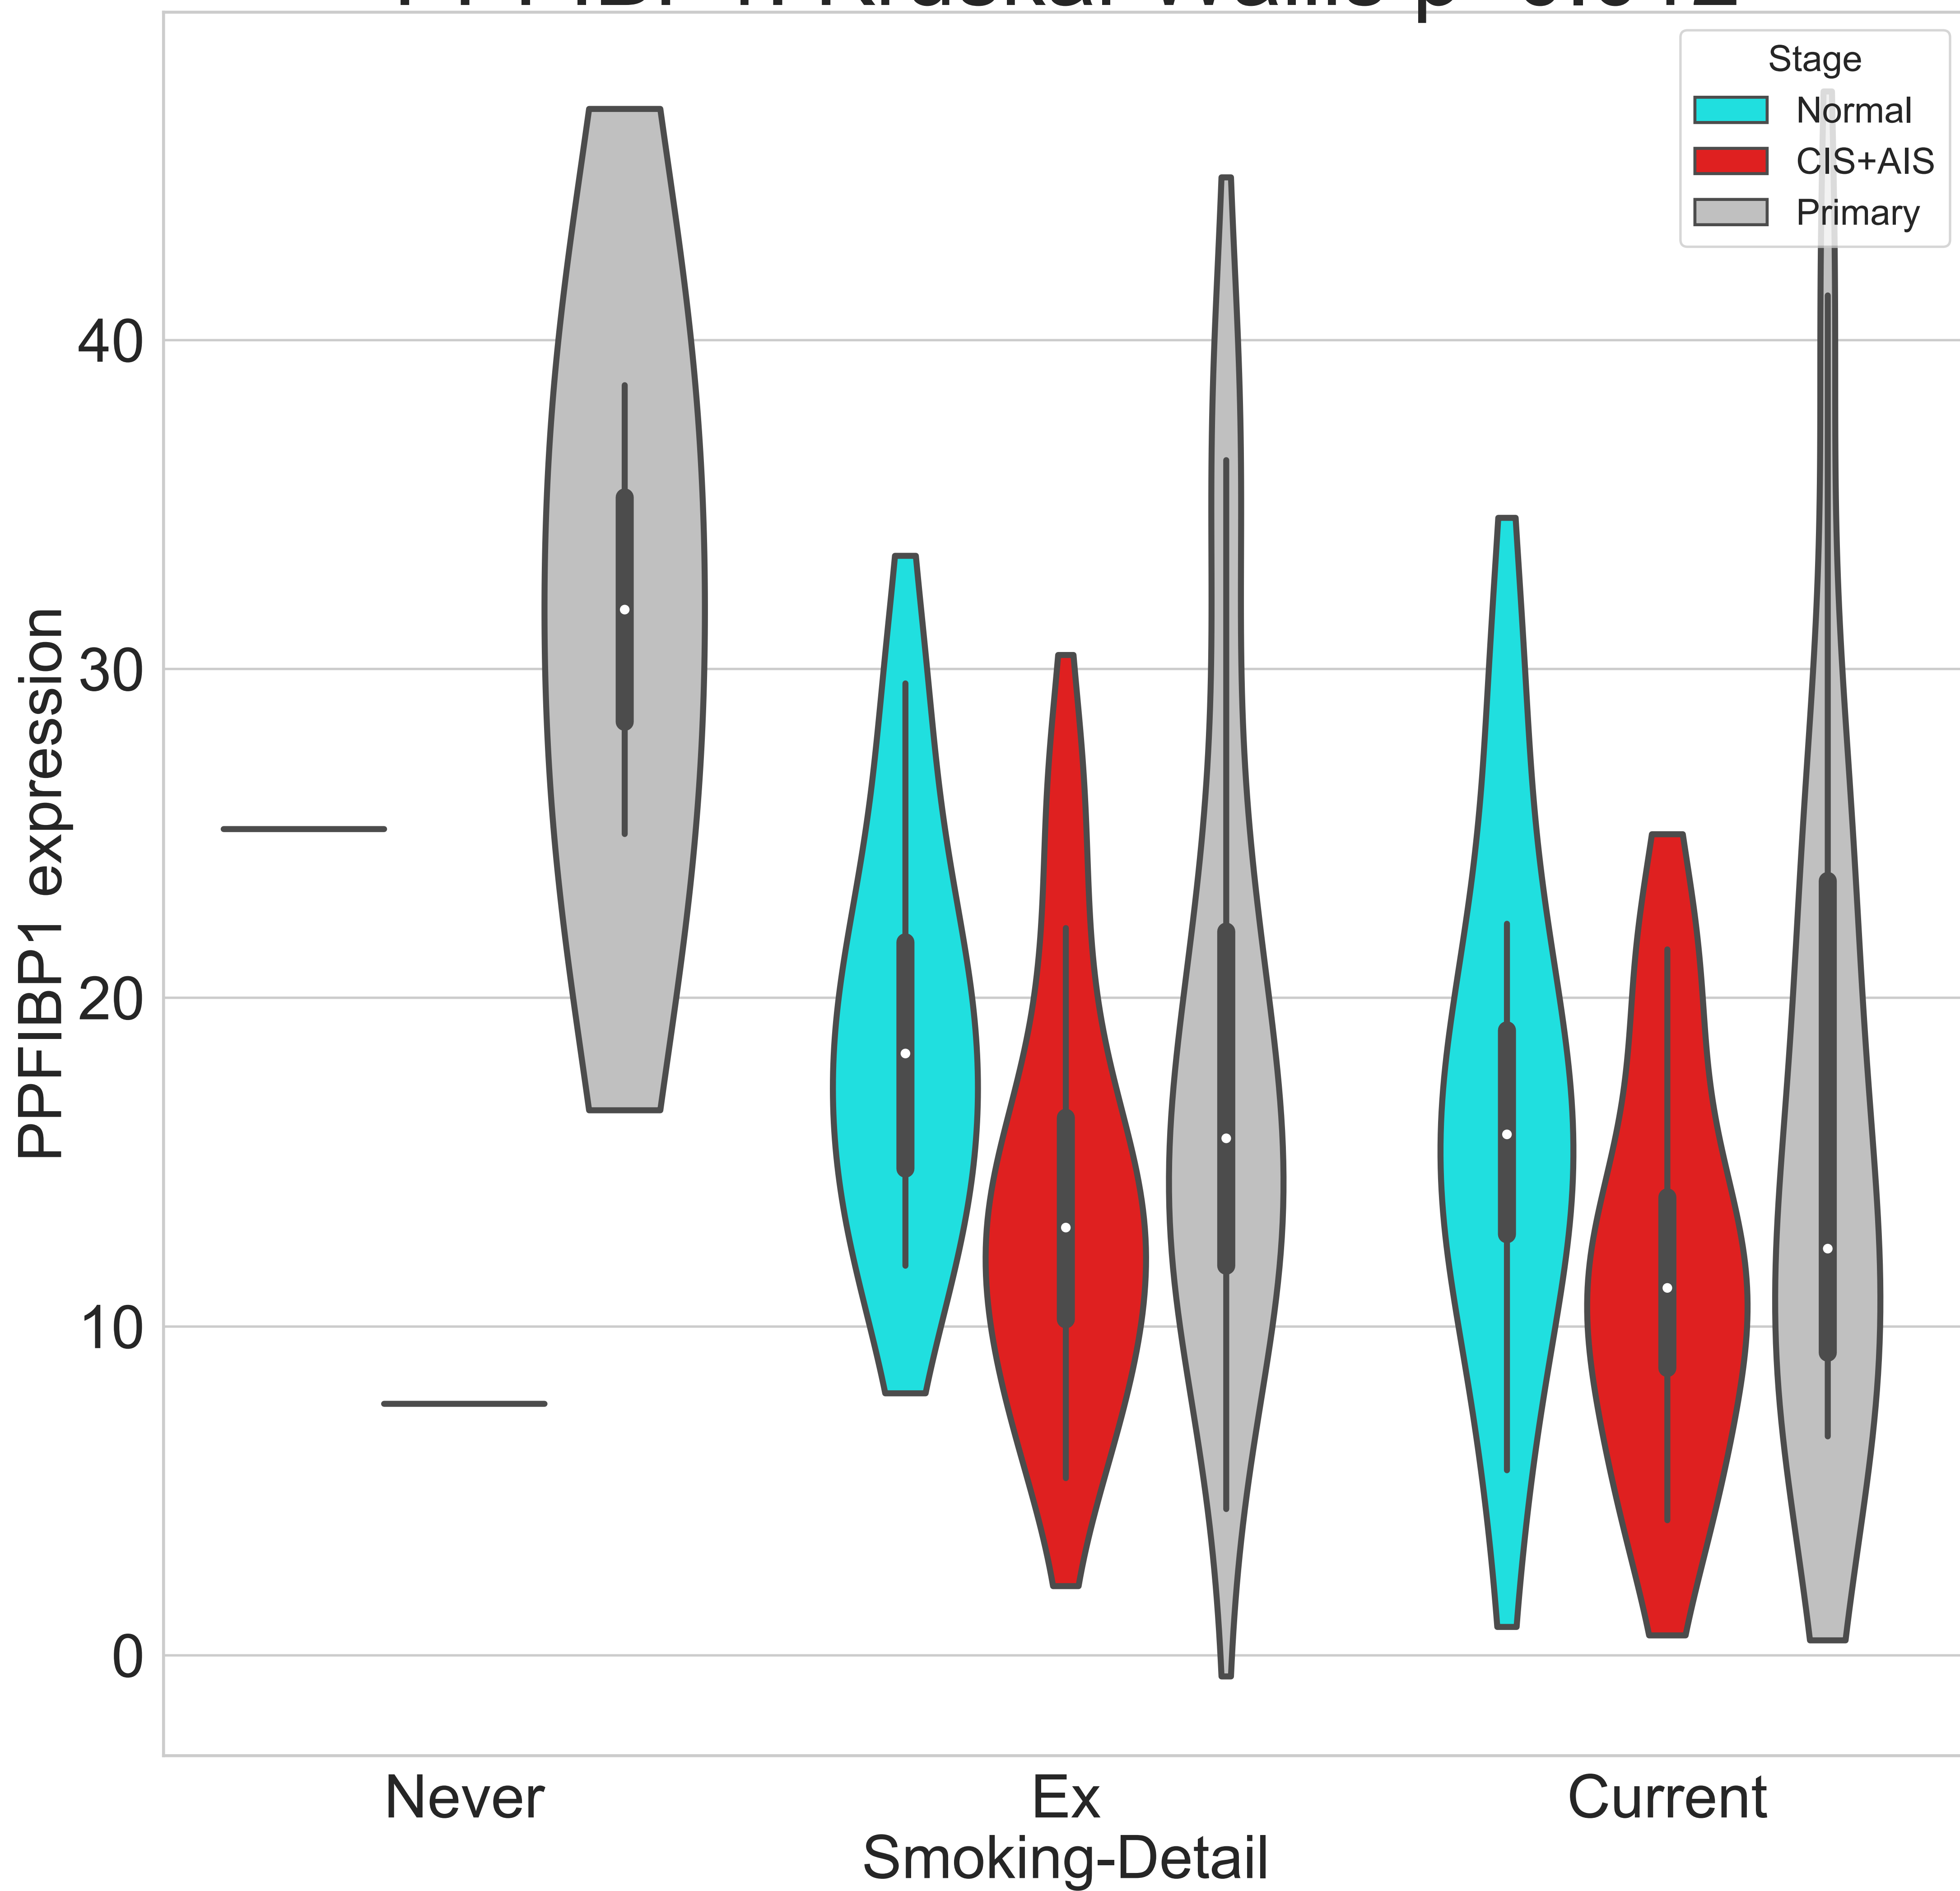 Stage
Normal
CIS+AIS
Primary
PPFIBP1 expression
40
30
20
10
0
Never
Ex
Current
Smoking-Detail